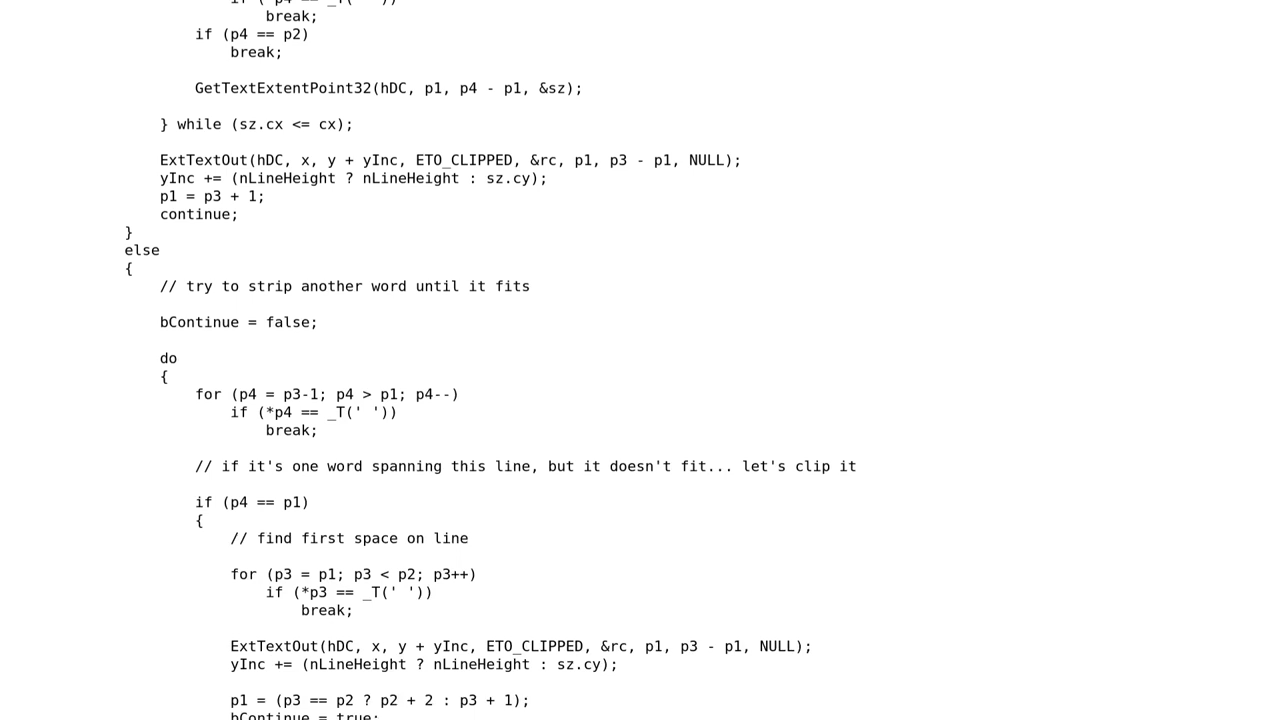 if (*p4 == _T(' '))
break;
if (p4 == p2)
break;
GetTextExtentPoint32(hDC, p1, p4 - p1, &sz);
} while (sz.cx <= cx);
ExtTextOut(hDC, x, y + yInc, ETO_CLIPPED, &rc, p1, p3 - p1, NULL);
yInc += (nLineHeight ? nLineHeight : sz.cy);
p1 = p3 + 1;
continue;
}
else
{
// try to strip another word until it fits
bContinue = false;
do
{
for (p4 = p3-1; p4 > p1; p4--)
if (*p4 == _T(' '))
break;
// if it's one word spanning this line, but it doesn't fit... let's clip it
if (p4 == p1)
{
// find first space on line
for (p3 = p1; p3 < p2; p3++)
if (*p3 == _T(' '))
break;
ExtTextOut(hDC, x, y + yInc, ETO_CLIPPED, &rc, p1, p3 - p1, NULL);
yInc += (nLineHeight ? nLineHeight : sz.cy);
p1 = (p3 == p2 ? p2 + 2 : p3 + 1);
bContinue = true;